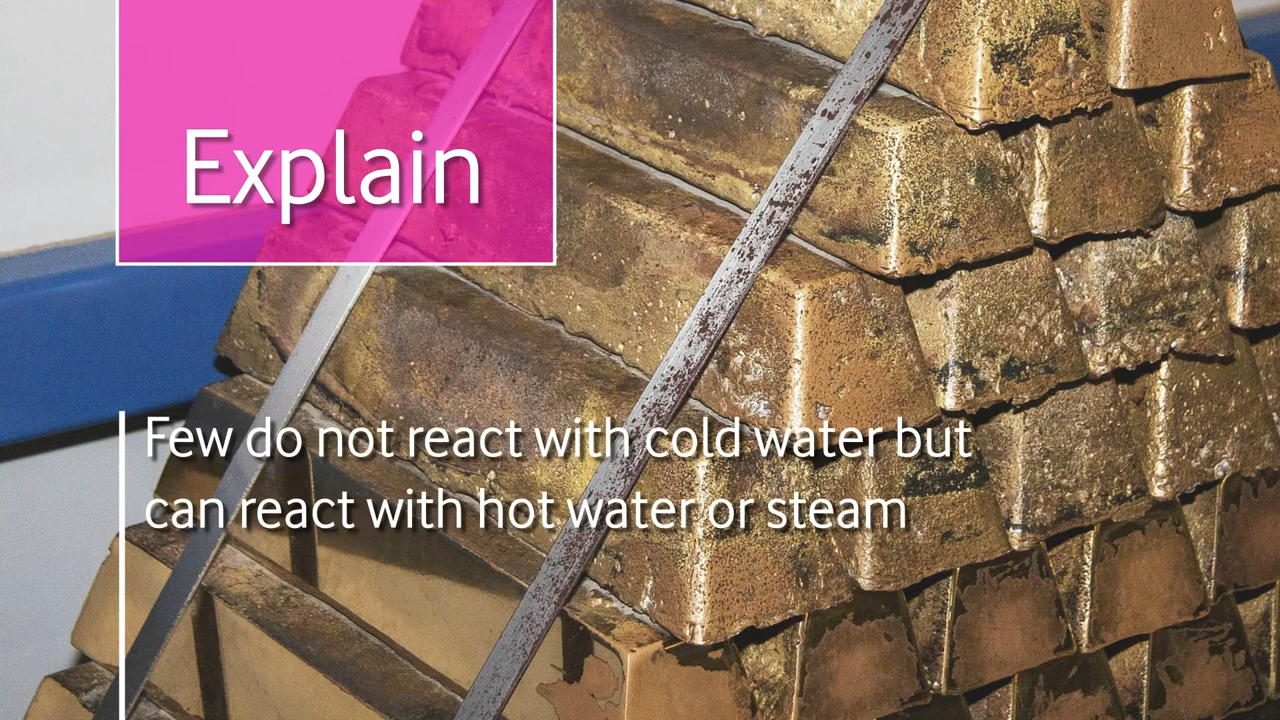 Explain
Few do not react with cold water but
can react with hot water or steam